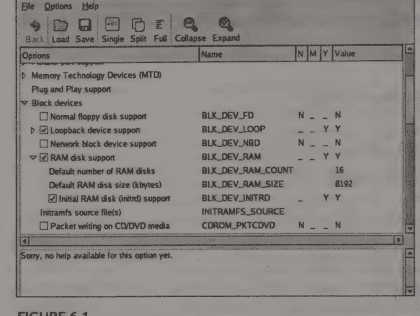 File Options Help
Back Load Save Single Split Full Collapse Expand
Options Name N M Y Value
Memory Technology Devices (MTD)
Plug and Play support
Block devices
Normal floppy disk support BLK_DEV_FD N _ _ N
Loopback device support BLK_DEV_LOOP _ _ Y Y
Network block device support BLK_DEV_NBD N _ _ N
RAM disk support BLK_DEV_RAM _ _ Y Y
Default number of RAM disks BLK_DEV_RAM_COUNT 16
Default RAM disk size (kbytes) BLK_DEV_RAM_SIZE 8192
Initial RAM disk (initrd) support BLK_DEV_INITRD _ Y Y
Initramfs source file(s) INITRAMFS_SOURCE
Packet writing on CD/DVD media CDROM_PKTCDVD N _ _ N
Sorry, no help available for this option yet.
FIGURE 6-1